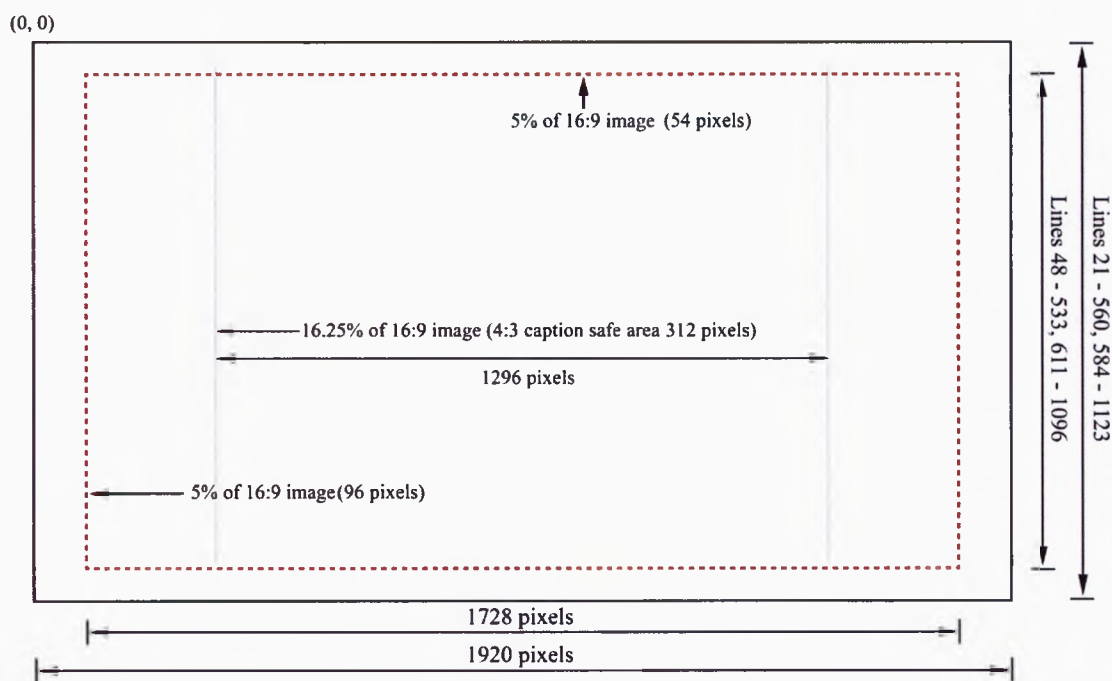 (0, 0)
5% of 16:9 image (54 pixels)
16.25% of 16:9 image (4:3 caption safe area 312 pixels)
1296 pixels
5% of 16:9 image(96 pixels)
1728 pixels
1920 pixels
Lines 48 - 533, 611 - 1096
Lines 21 - 560, 584 - 1123